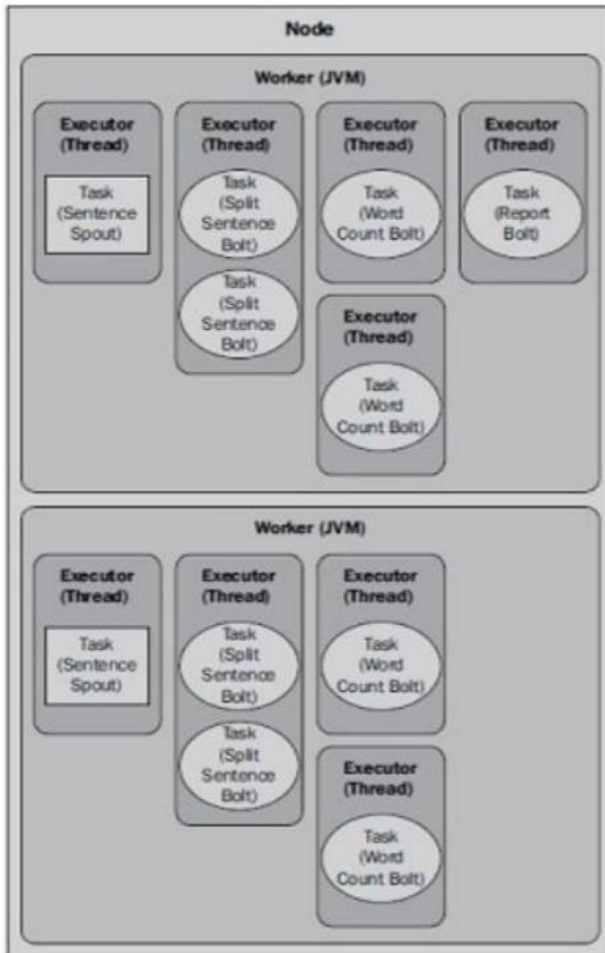 Node
Worker (JVM)
Executor
(Thread)
Task
(Sentence
Spout)
Executor
(Thread)
Task
(Split
Sentence
Bolt)
Task
(Split
Sentence
Bolt)
Executor
(Thread)
Task
(Word
Count Bolt)
Executor
(Thread)
Task
(Word
Count Bolt)
Executor
(Thread)
Task
(Report
Bolt)
Worker (JVM)
Executor
(Thread)
Task
(Sentence
Spout)
Executor
(Thread)
Task
(Split
Sentence
Bolt)
Task
(Split
Sentence
Bolt)
Executor
(Thread)
Task
(Word
Count Bolt)
Executor
(Thread)
Task
(Word
Count Bolt)